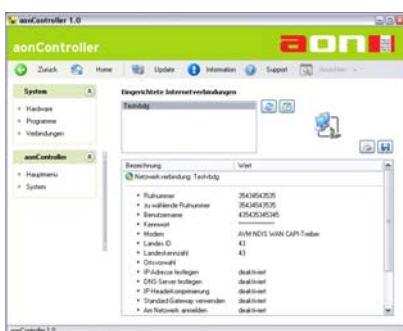 aonController 1.0
aonController
aon
Zurück
Home
Update
Information
Support
System
Hardware
Programme
Verbindungen
aonController
Hauptmenü
System
Eingerichtete Internetverbindungen
Testvbdg
Bezeichnung Wert
Netzwerkverbindung: Testvbdg
Rufnummer 35434543535
zu wählende Rufnummer 35434543535
Benutzername 435435345345
Kennwort
Modem AVM NDIS WAN CAPI-Treiber
Landes ID 43
Landeskennzahl 43
Ortsvorwahl
IP-Adresse festlegen deaktiviert
DNS-Server festlegen deaktiviert
IP-Headerkomprimierung deaktiviert
Standard-Gateway verwenden deaktiviert
Am Netzwerk anmelden deaktiviert
aonController 1.0